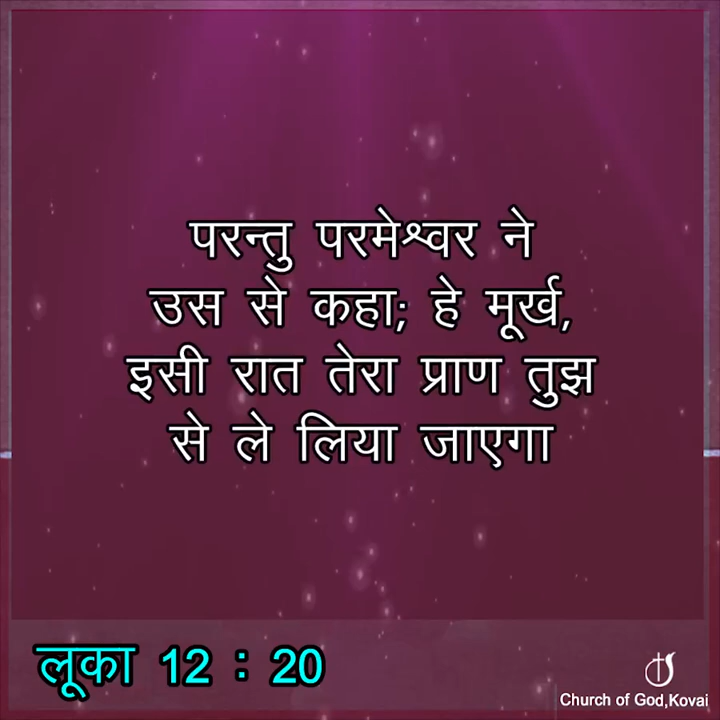 परन्तु परमेश्वर ने
उस से कहा; हे मूर्ख,
इसी रात तेरा प्राण तुझ
से ले लिया जाएगा
लूका 12 : 20
Church of God,Kovai